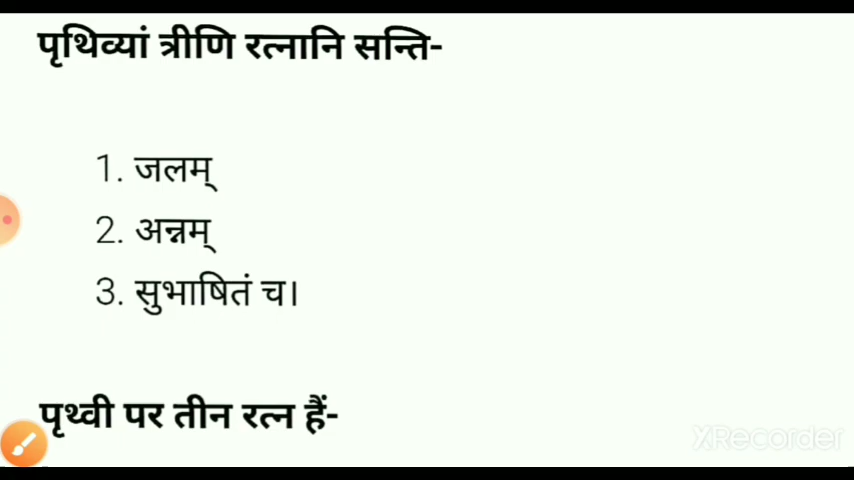 पृथिव्यां त्रीणि रत्नानि सन्ति-
1. जलम्
2. अन्नम्
3. सुभाषितं च।
पृथ्वी पर तीन रत्न हैं-
XRecorder